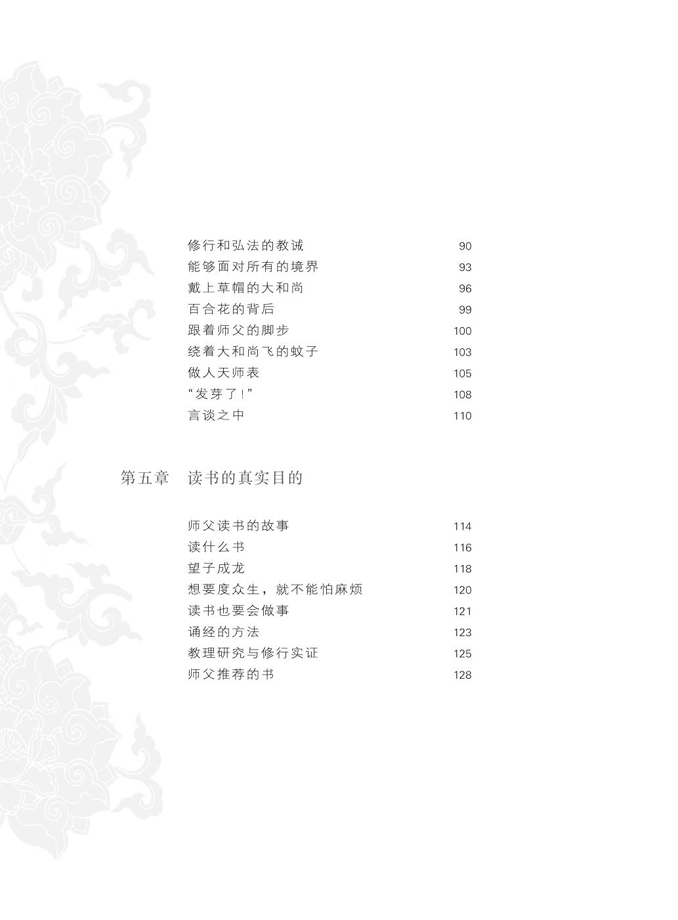 修行和弘法的教诫 90
能够面对所有的境界 93
戴上草帽的大和尚 96
百合花的背后 99
跟着师父的脚步 100
绕着大和尚飞的蚊子 103
做人天师表 105
“发芽了！” 108
言谈之中 110
第五章 读书的真实目的
师父读书的故事 114
读什么书 116
望子成龙 118
想要度众生，就不能怕麻烦 120
读书也要会做事 121
诵经的方法 123
教理研究与修行实证 125
师父推荐的书 128